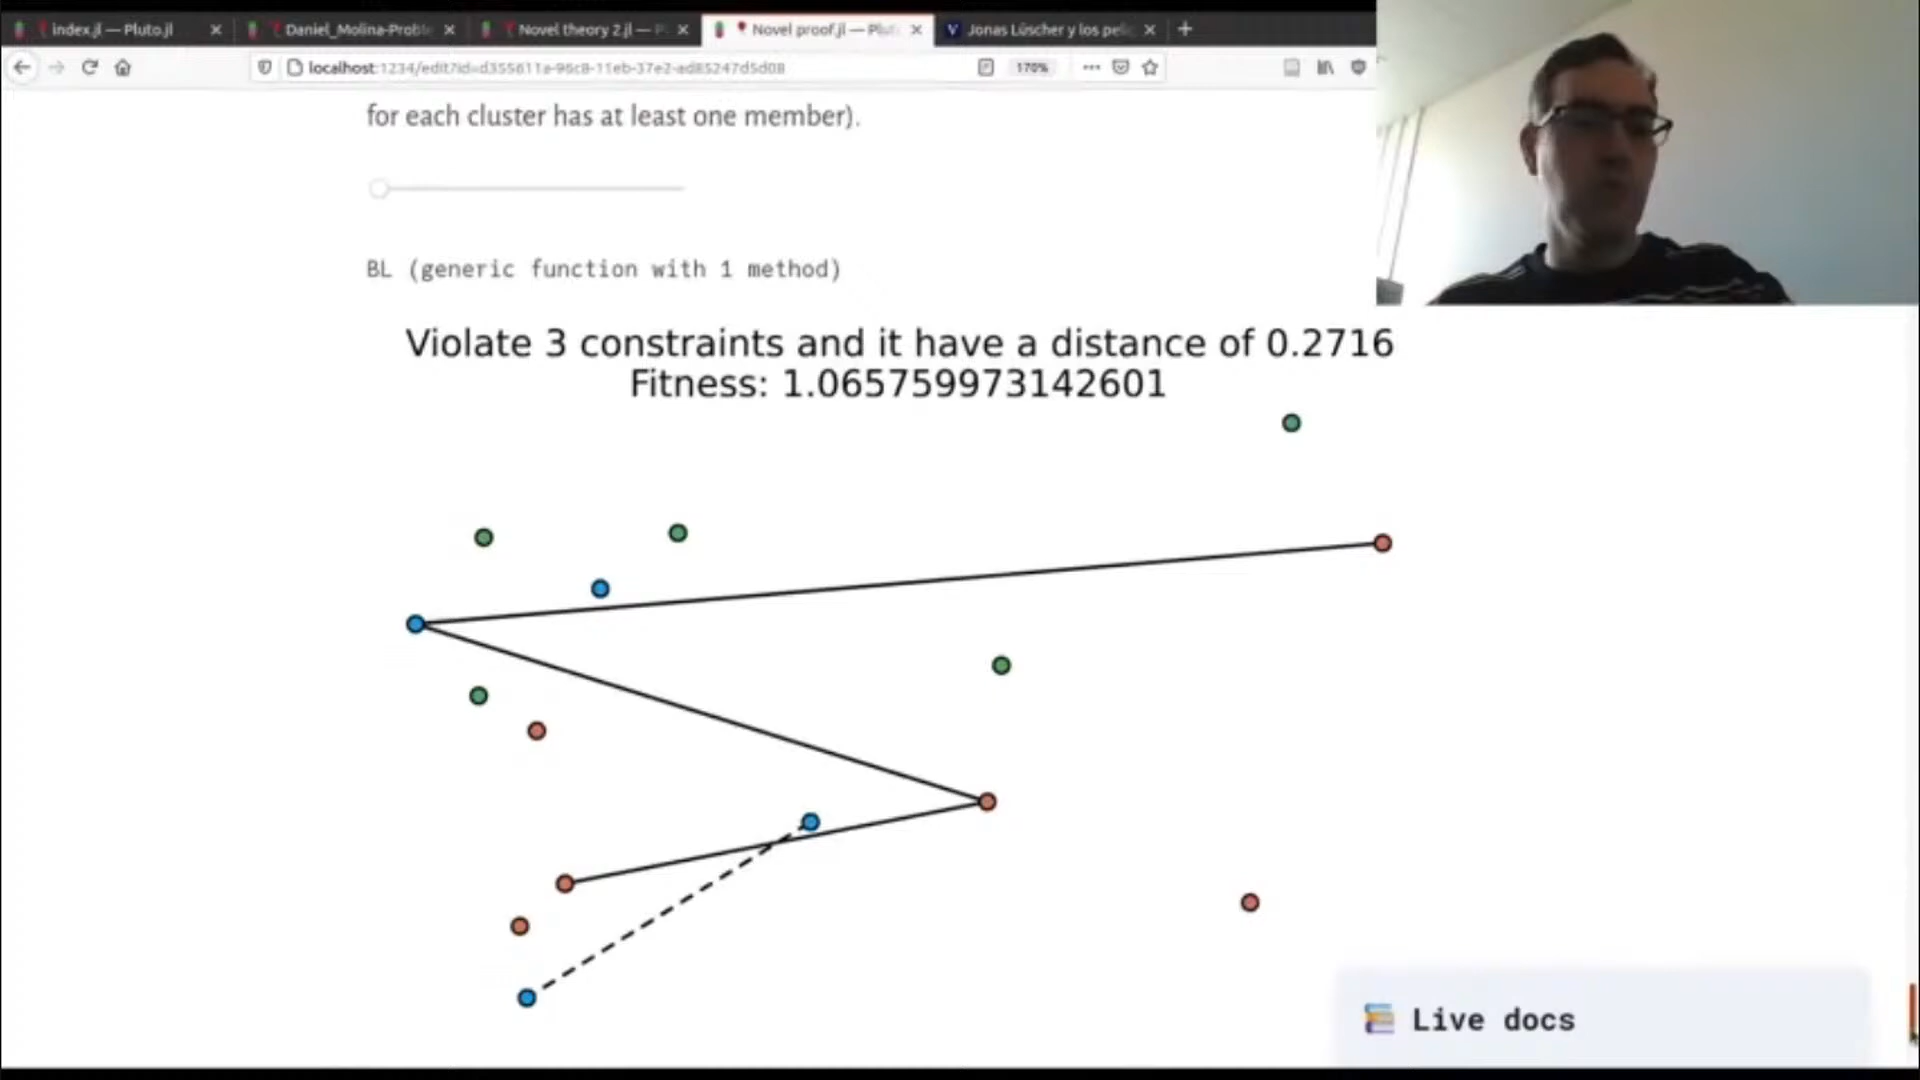 index.jl — Pluto.jl
Daniel_Molina-Proble
Novel theory 2.jl — P
Novel proof.jl — Plut
V Jonas Lüscher y los peli
localhost:1234/edit?id=d355611a-96c8-11eb-37e2-ad85247d5d08
170%
for each cluster has at least one member).
BL (generic function with 1 method)
Violate 3 constraints and it have a distance of 0.2716
Fitness: 1.065759973142601
Live docs